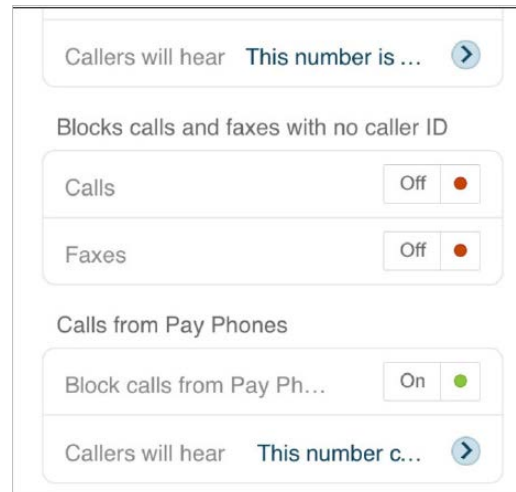 Callers will hear This number is ...
Blocks calls and faxes with no caller ID
Calls Off
Faxes Off
Calls from Pay Phones
Block calls from Pay Ph... On
Callers will hear This number c...